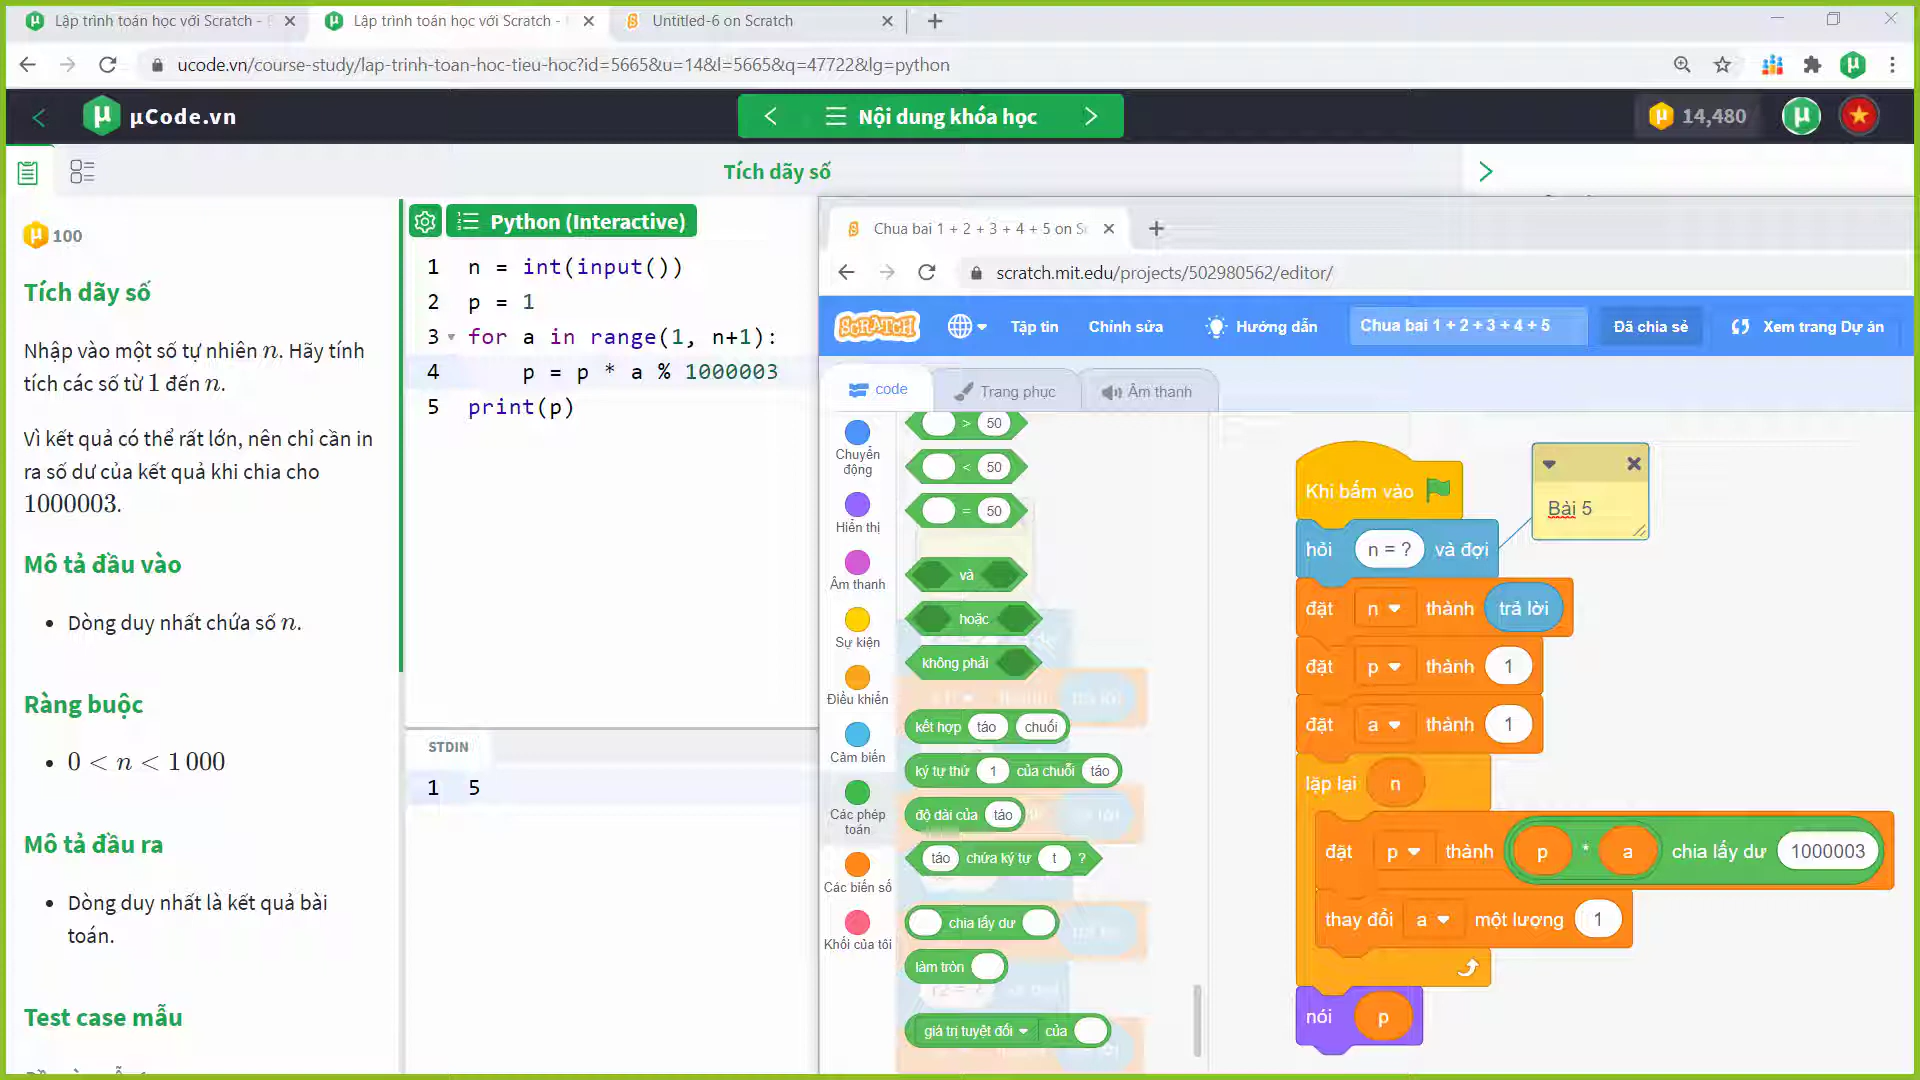 Lập trình toán học với Scratch -
Lập trình toán học với Scratch -
Untitled-6 on Scratch
ucode.vn/course-study/lap-trinh-toan-hoc-tieu-hoc?id=5665&u=14&l=5665&q=47722&lg=python
µCode.vn
Nội dung khóa học
14,480
Tích dãy số
100
Tích dãy số
Nhập vào một số tự nhiên n. Hãy tính
tích các số từ 1 đến n.
Vì kết quả có thể rất lớn, nên chỉ cần in
ra số dư của kết quả khi chia cho
1000003.
Mô tả đầu vào
• Dòng duy nhất chứa số n.
Ràng buộc
• 0 < n < 1 000
Mô tả đầu ra
• Dòng duy nhất là kết quả bài
toán.
Test case mẫu
Python (Interactive)
1 n = int(input())
2 p = 1
3 for a in range(1, n+1):
4 p = p * a % 1000003
5 print(p)
STDIN
1 5
Chua bai 1 + 2 + 3 + 4 + 5 on Sc
scratch.mit.edu/projects/502980562/editor/
SCRATCH
Tập tin
Chỉnh sửa
Hướng dẫn
Chua bai 1 + 2 + 3 + 4 + 5
Đã chia sẻ
Xem trang Dự án
code
Trang phục
Âm thanh
Chuyển
động
Hiển thị
Âm thanh
Sự kiện
Điều khiển
Cảm biến
Các phép
toán
Các biến số
Khối của tôi
> 50
< 50
= 50
và
hoặc
không phải
kết hợp táo chuối
ký tự thứ 1 của chuỗi táo
độ dài của táo
táo chứa ký tự t ?
chia lấy dư
làm tròn
giá trị tuyệt đối của
Khi bấm vào
hỏi n = ? và đợi
đặt n thành trả lời
đặt p thành 1
đặt a thành 1
lặp lại n
đặt p thành p * a chia lấy dư 1000003
thay đổi a một lượng 1
nói p
Bài 5